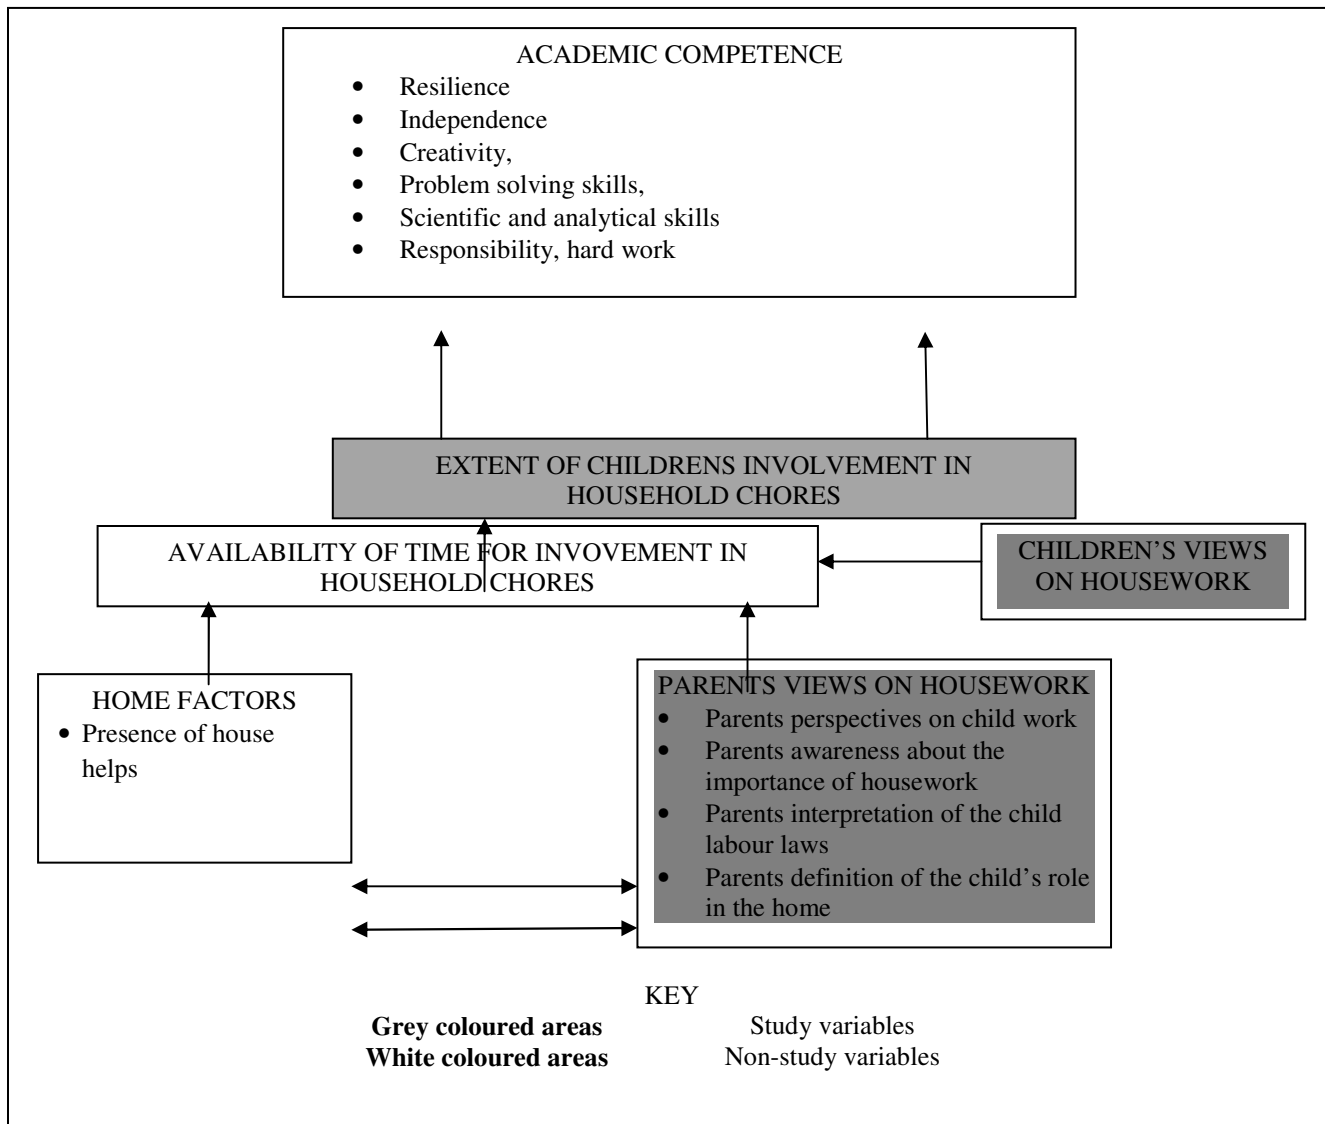 ACADEMIC COMPETENCE
• Resilience
• Independence
• Creativity,
• Problem solving skills,
• Scientific and analytical skills
• Responsibility, hard work
EXTENT OF CHILDRENS INVOLVEMENT IN
HOUSEHOLD CHORES
AVAILABILITY OF TIME FOR INVOVEMENT IN
HOUSEHOLD CHORES
CHILDREN’S VIEWS
ON HOUSEWORK
HOME FACTORS
• Presence of house
helps
PARENTS VIEWS ON HOUSEWORK
• Parents perspectives on child work
• Parents awareness about the
importance of housework
• Parents interpretation of the child
labour laws
• Parents definition of the child’s role
in the home
KEY
Grey coloured areas Study variables
White coloured areas Non-study variables